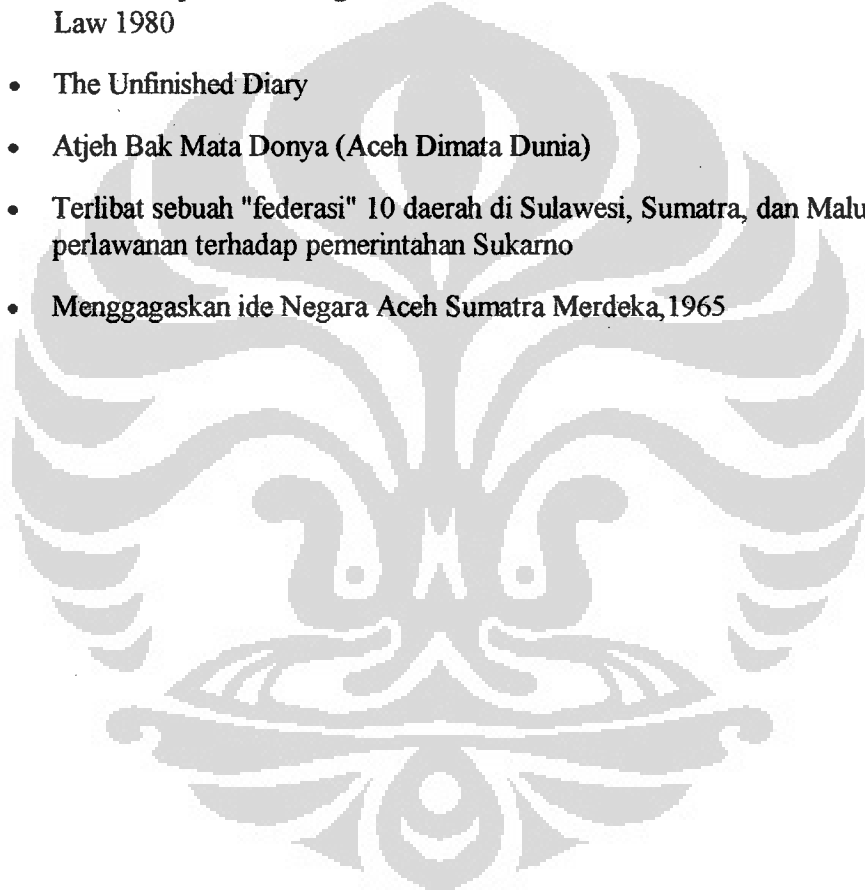 Law 1980
• The Unfinished Diary
• Atjeh Bak Mata Donya (Aceh Dimata Dunia)
• Terlibat sebuah "federasi" 10 daerah di Sulawesi, Sumatra, dan
perlawanan terhadap pemerintahan Sukarno
• Menggagaskan ide Negara Aceh Sumatra Merdeka,1965